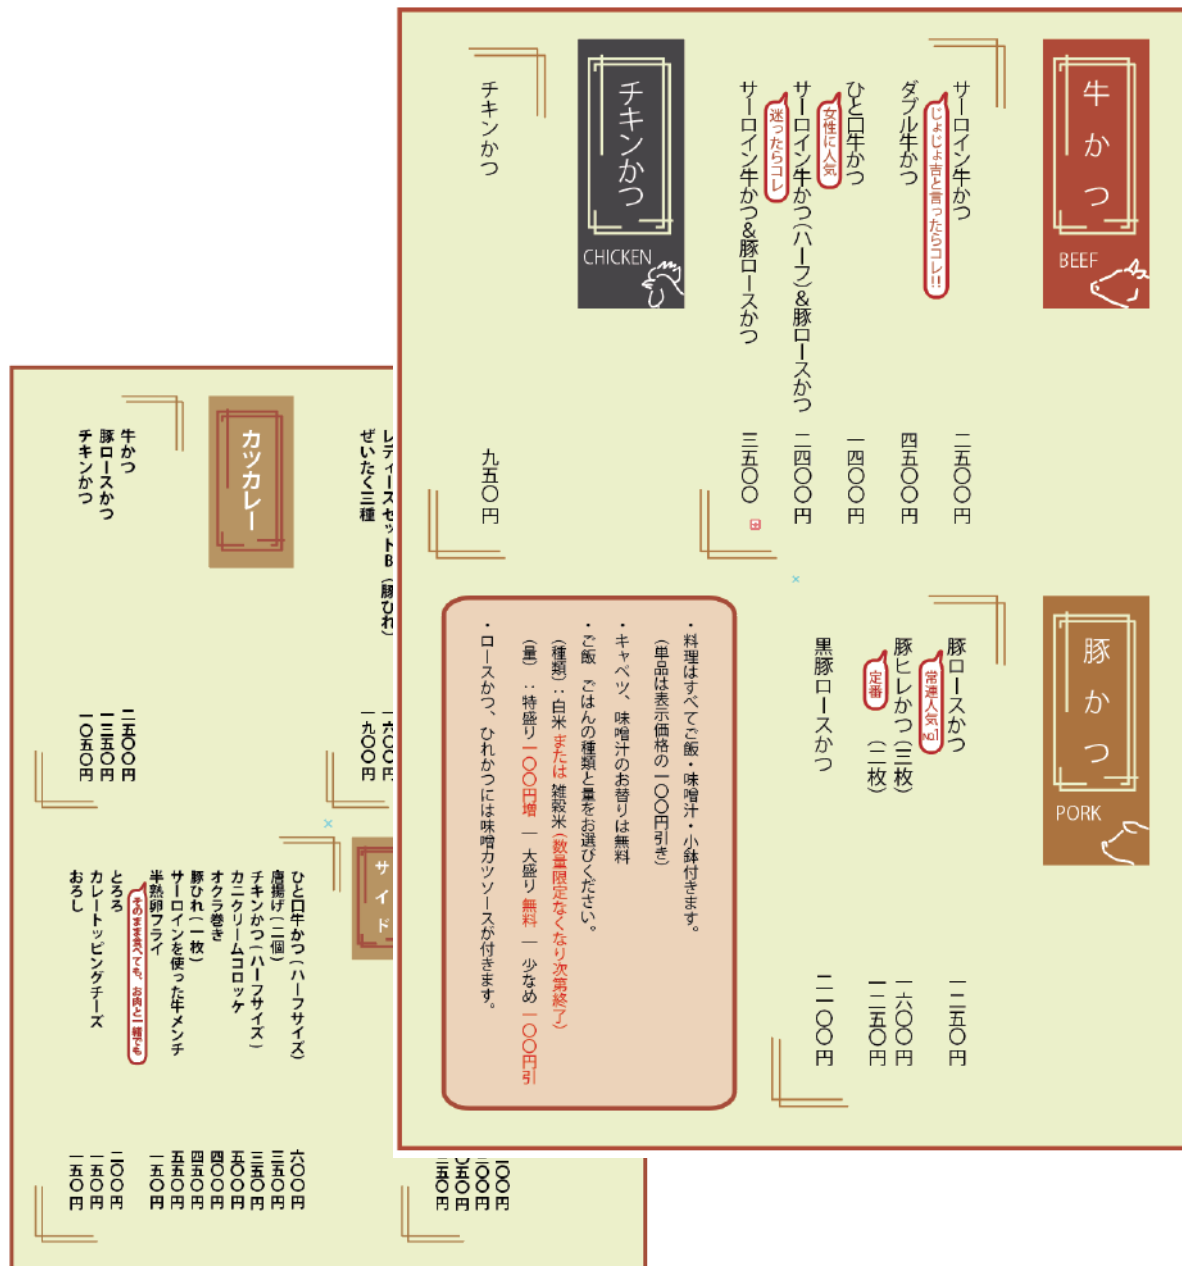 牛かつ
BEEF
サーロイン牛かつ 二五〇〇円
じょじょ吉と言ったらコレ!!
ダブル牛かつ 四五〇〇円
ひと口牛かつ 一四〇〇円
女性に人気
サーロイン牛かつ(ハーフ)&豚ロースかつ 二四〇〇円
迷ったらコレ
サーロイン牛かつ&豚ロースかつ 三五〇〇
チキンかつ
CHICKEN
チキンかつ 九五〇円
豚かつ
PORK
豚ロースかつ 一二五〇円
常連人気No.1
豚ヒレかつ(三枚) 一六〇〇円
(二枚) 一二五〇円
定番
黒豚ロースかつ 二一〇〇円
・料理はすべてご飯・味噌汁・小鉢付きます。
(単品は表示価格の一〇〇円引き)
・キャベツ、味噌汁のお替りは無料
・ご飯 ごはんの種類と量をお選びください。
(種類):白米 または 雑穀米(数量限定なくなり次第終了)
(量) :特盛り 一〇〇円増 ― 大盛り 無料 ― 少なめ 一〇〇円引
・ロースかつ、ひれかつには味噌カツソースが付きます。
レディースセットB(豚ひれ) 一六〇〇円
ぜいたく三種 一九〇〇円
カツカレー
牛かつ 二五〇〇円
豚ロースかつ 一三五〇円
チキンかつ 一〇五〇円
サイド
ひと口牛かつ(ハーフサイズ) 六〇〇円
唐揚げ(二個) 三五〇円
チキンかつ(ハーフサイズ) 三五〇円
カニクリームコロッケ 五〇〇円
オクラ巻き 四〇〇円
豚ひれ(一枚) 四五〇円
サーロインを使った牛メンチ 五五〇円
半熟卵フライ 一五〇円
そのまま食べても、お肉と一緒でも
とろろ 二〇〇円
カレートッピングチーズ 一五〇円
おろし 一五〇円